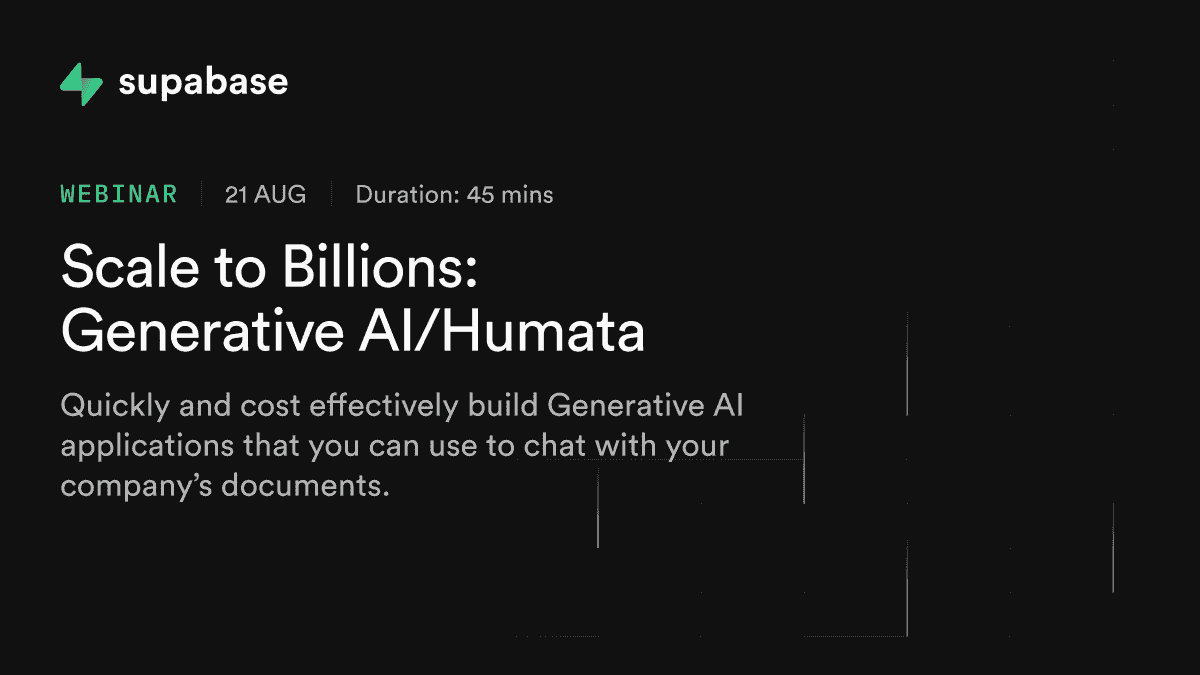 supabase
WEBINAR 21 AUG Duration: 45 mins
Scale to Billions:
Generative AI/Humata
Quickly and cost effectively build Generative AI
applications that you can use to chat with your
company’s documents.